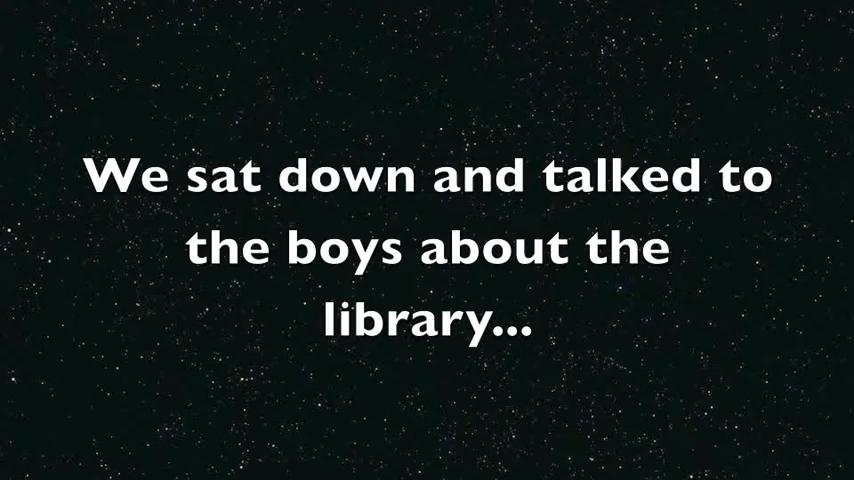 We sat down and talked to
the boys about the
library...